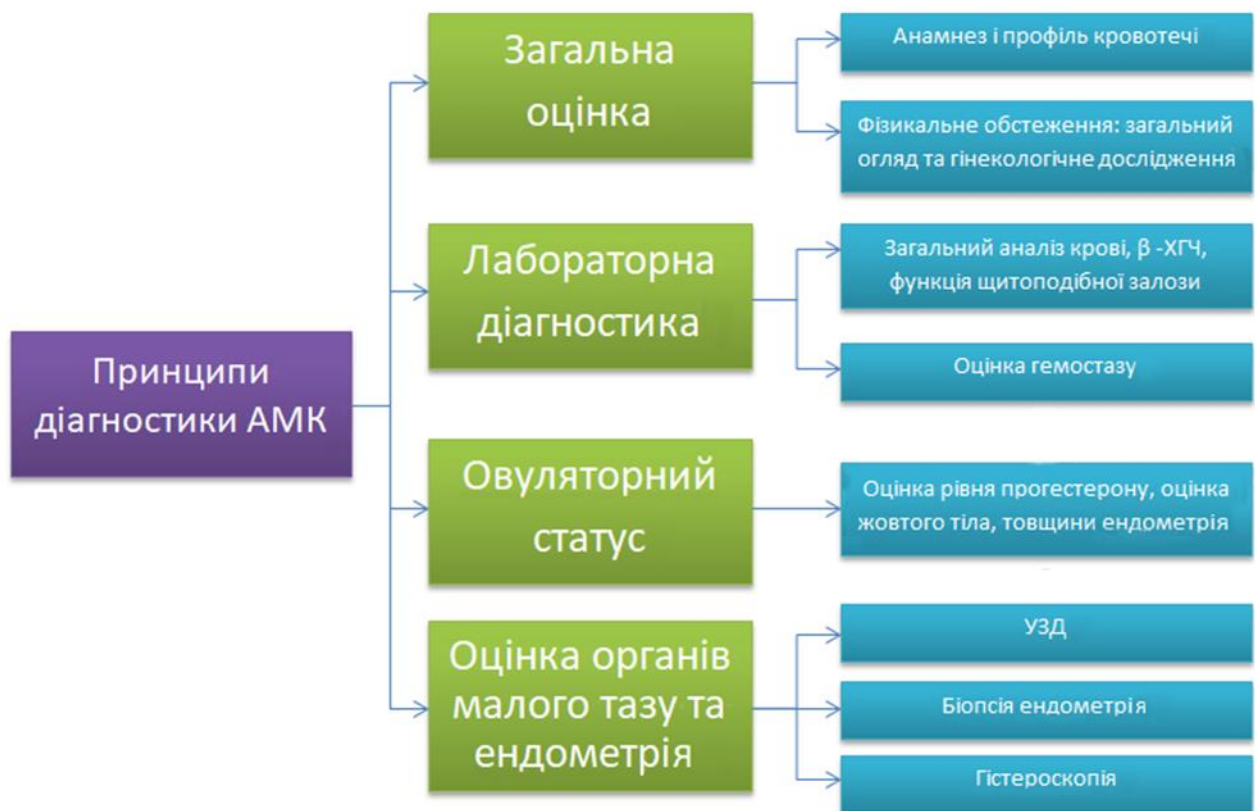 Принципи
діагностики АМК
Загальна
оцінка
Анамнез і профіль кровотечі
Фізикальне обстеження: загальний
огляд та гінекологічне дослідження
Лабораторна
діагностика
Загальний аналіз крові, β -ХГЧ,
функція щитоподібної залози
Оцінка гемостазу
Овуляторний
статус
Оцінка рівня прогестерону, оцінка
жовтого тіла, товщини ендометрія
Оцінка органів
малого тазу та
ендометрія
УЗД
Біопсія ендометрія
Гістероскопія